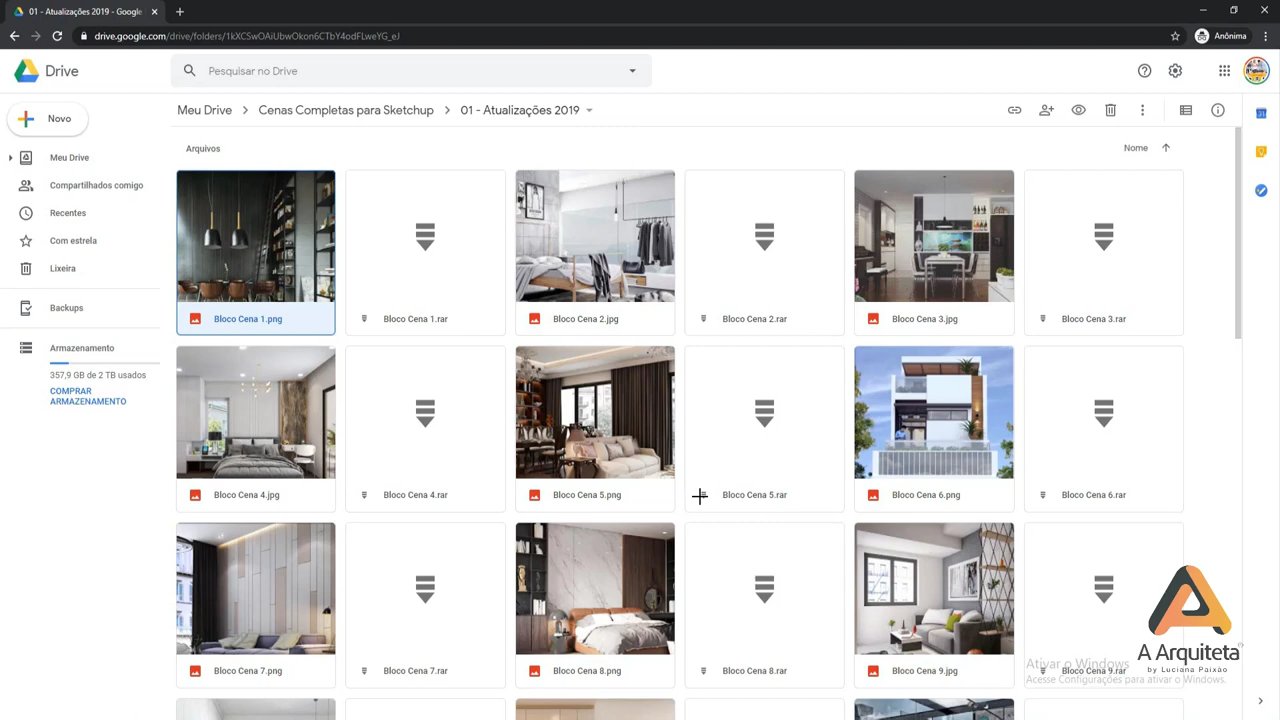 01 - Atualizações 2019 - Google
drive.google.com/drive/folders/1kXCSwOAiUbwOkon6CTbY4odFLweYG_eJ
Anônima
Drive
Pesquisar no Drive
Novo
Meu Drive
Cenas Completas para Sketchup
01 - Atualizações 2019
Arquivos
Nome
Meu Drive
Compartilhados comigo
Recentes
Com estrela
Lixeira
Backups
Armazenamento
357,9 GB de 2 TB usados
COMPRAR
ARMAZENAMENTO
Bloco Cena 1.png
Bloco Cena 1.rar
Bloco Cena 2.jpg
Bloco Cena 2.rar
Bloco Cena 3.jpg
Bloco Cena 3.rar
Bloco Cena 4.jpg
Bloco Cena 4.rar
Bloco Cena 5.png
Bloco Cena 5.rar
Bloco Cena 6.png
Bloco Cena 6.rar
Bloco Cena 7.png
Bloco Cena 7.rar
Bloco Cena 8.png
Bloco Cena 8.rar
Bloco Cena 9.jpg
Bloco Cena 9.rar
A Arquiteta
by Luciana Paixão
Ativar o Windows
Acesse Configurações para ativar o Windows.